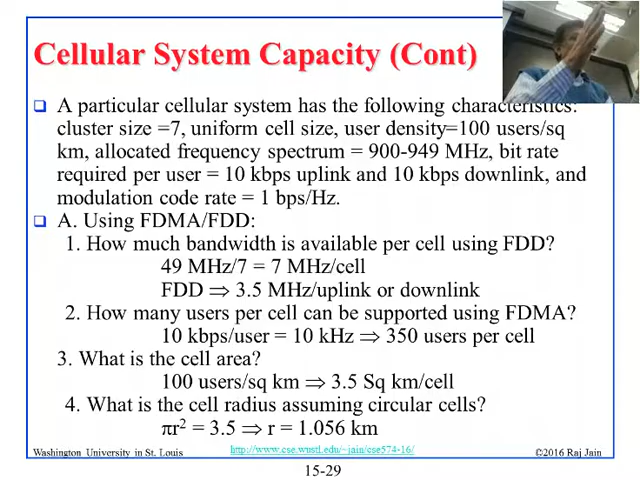 Cellular System Capacity (Cont)
❑ A particular cellular system has the following characteristics:
cluster size =7, uniform cell size, user density=100 users/sq
km, allocated frequency spectrum = 900-949 MHz, bit rate
required per user = 10 kbps uplink and 10 kbps downlink, and
modulation code rate = 1 bps/Hz.
❑ A. Using FDMA/FDD:
1. How much bandwidth is available per cell using FDD?
49 MHz/7 = 7 MHz/cell
FDD ⇒ 3.5 MHz/uplink or downlink
2. How many users per cell can be supported using FDMA?
10 kbps/user = 10 kHz ⇒ 350 users per cell
3. What is the cell area?
100 users/sq km ⇒ 3.5 Sq km/cell
4. What is the cell radius assuming circular cells?
πr² = 3.5 ⇒ r = 1.056 km
Washington University in St. Louis
http://www.cse.wustl.edu/~jain/cse574-16/
©2016 Raj Jain
15-29